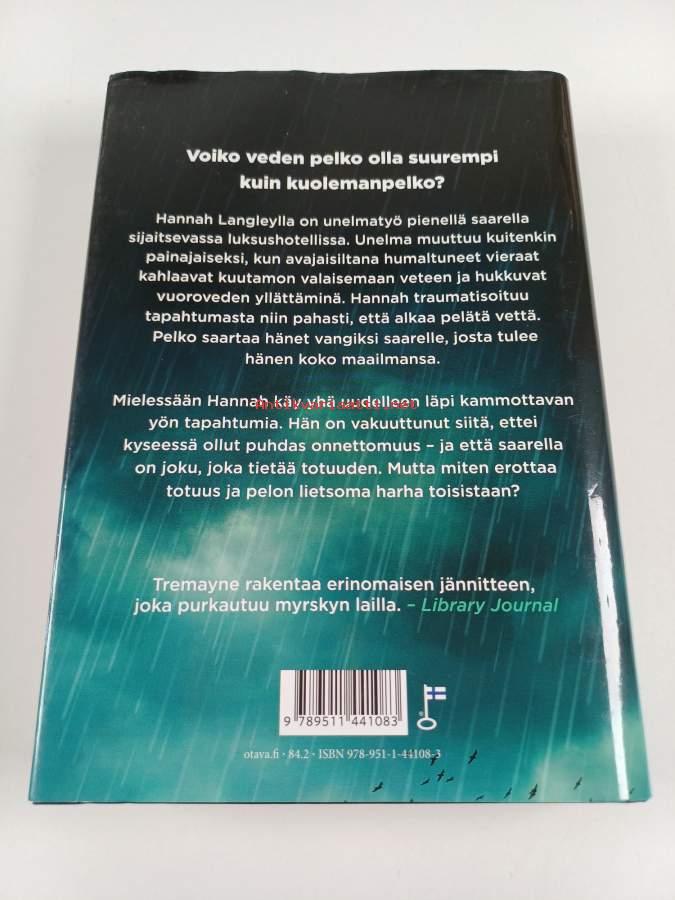 Voiko veden pelko olla suurempi
kuin kuolemanpelko?
Hannah Langleylla on unelmatyö pienellä saarella
sijaitsevassa luksushotellissa. Unelma muuttuu kuitenkin
painajaiseksi, kun avajaisiltana humaltuneet vieraat
kahlaavat kuutamon valaisemaan veteen ja hukkuvat
vuoroveden yllättäminä. Hannah traumatisoituu
tapahtumasta niin pahasti, että alkaa pelätä vettä.
Pelko saartaa hänet vangiksi saarelle, josta tulee
hänen koko maailmansa.
Mielessään Hannah käy yhä uudelleen läpi kammottavan
Antikvariaatti.net
yön tapahtumia. Hän on vakuuttunut siitä, ettei
kyseessä ollut puhdas onnettomuus – ja että saarella
on joku, joka tietää totuuden. Mutta miten erottaa
totuus ja pelon lietsoma harha toisistaan?
Tremayne rakentaa erinomaisen jännitteen,
joka purkautuu myrskyn lailla. – Library Journal
9 789511 441083
otava.fi • 84.2 • ISBN 978-951-1-44108-3